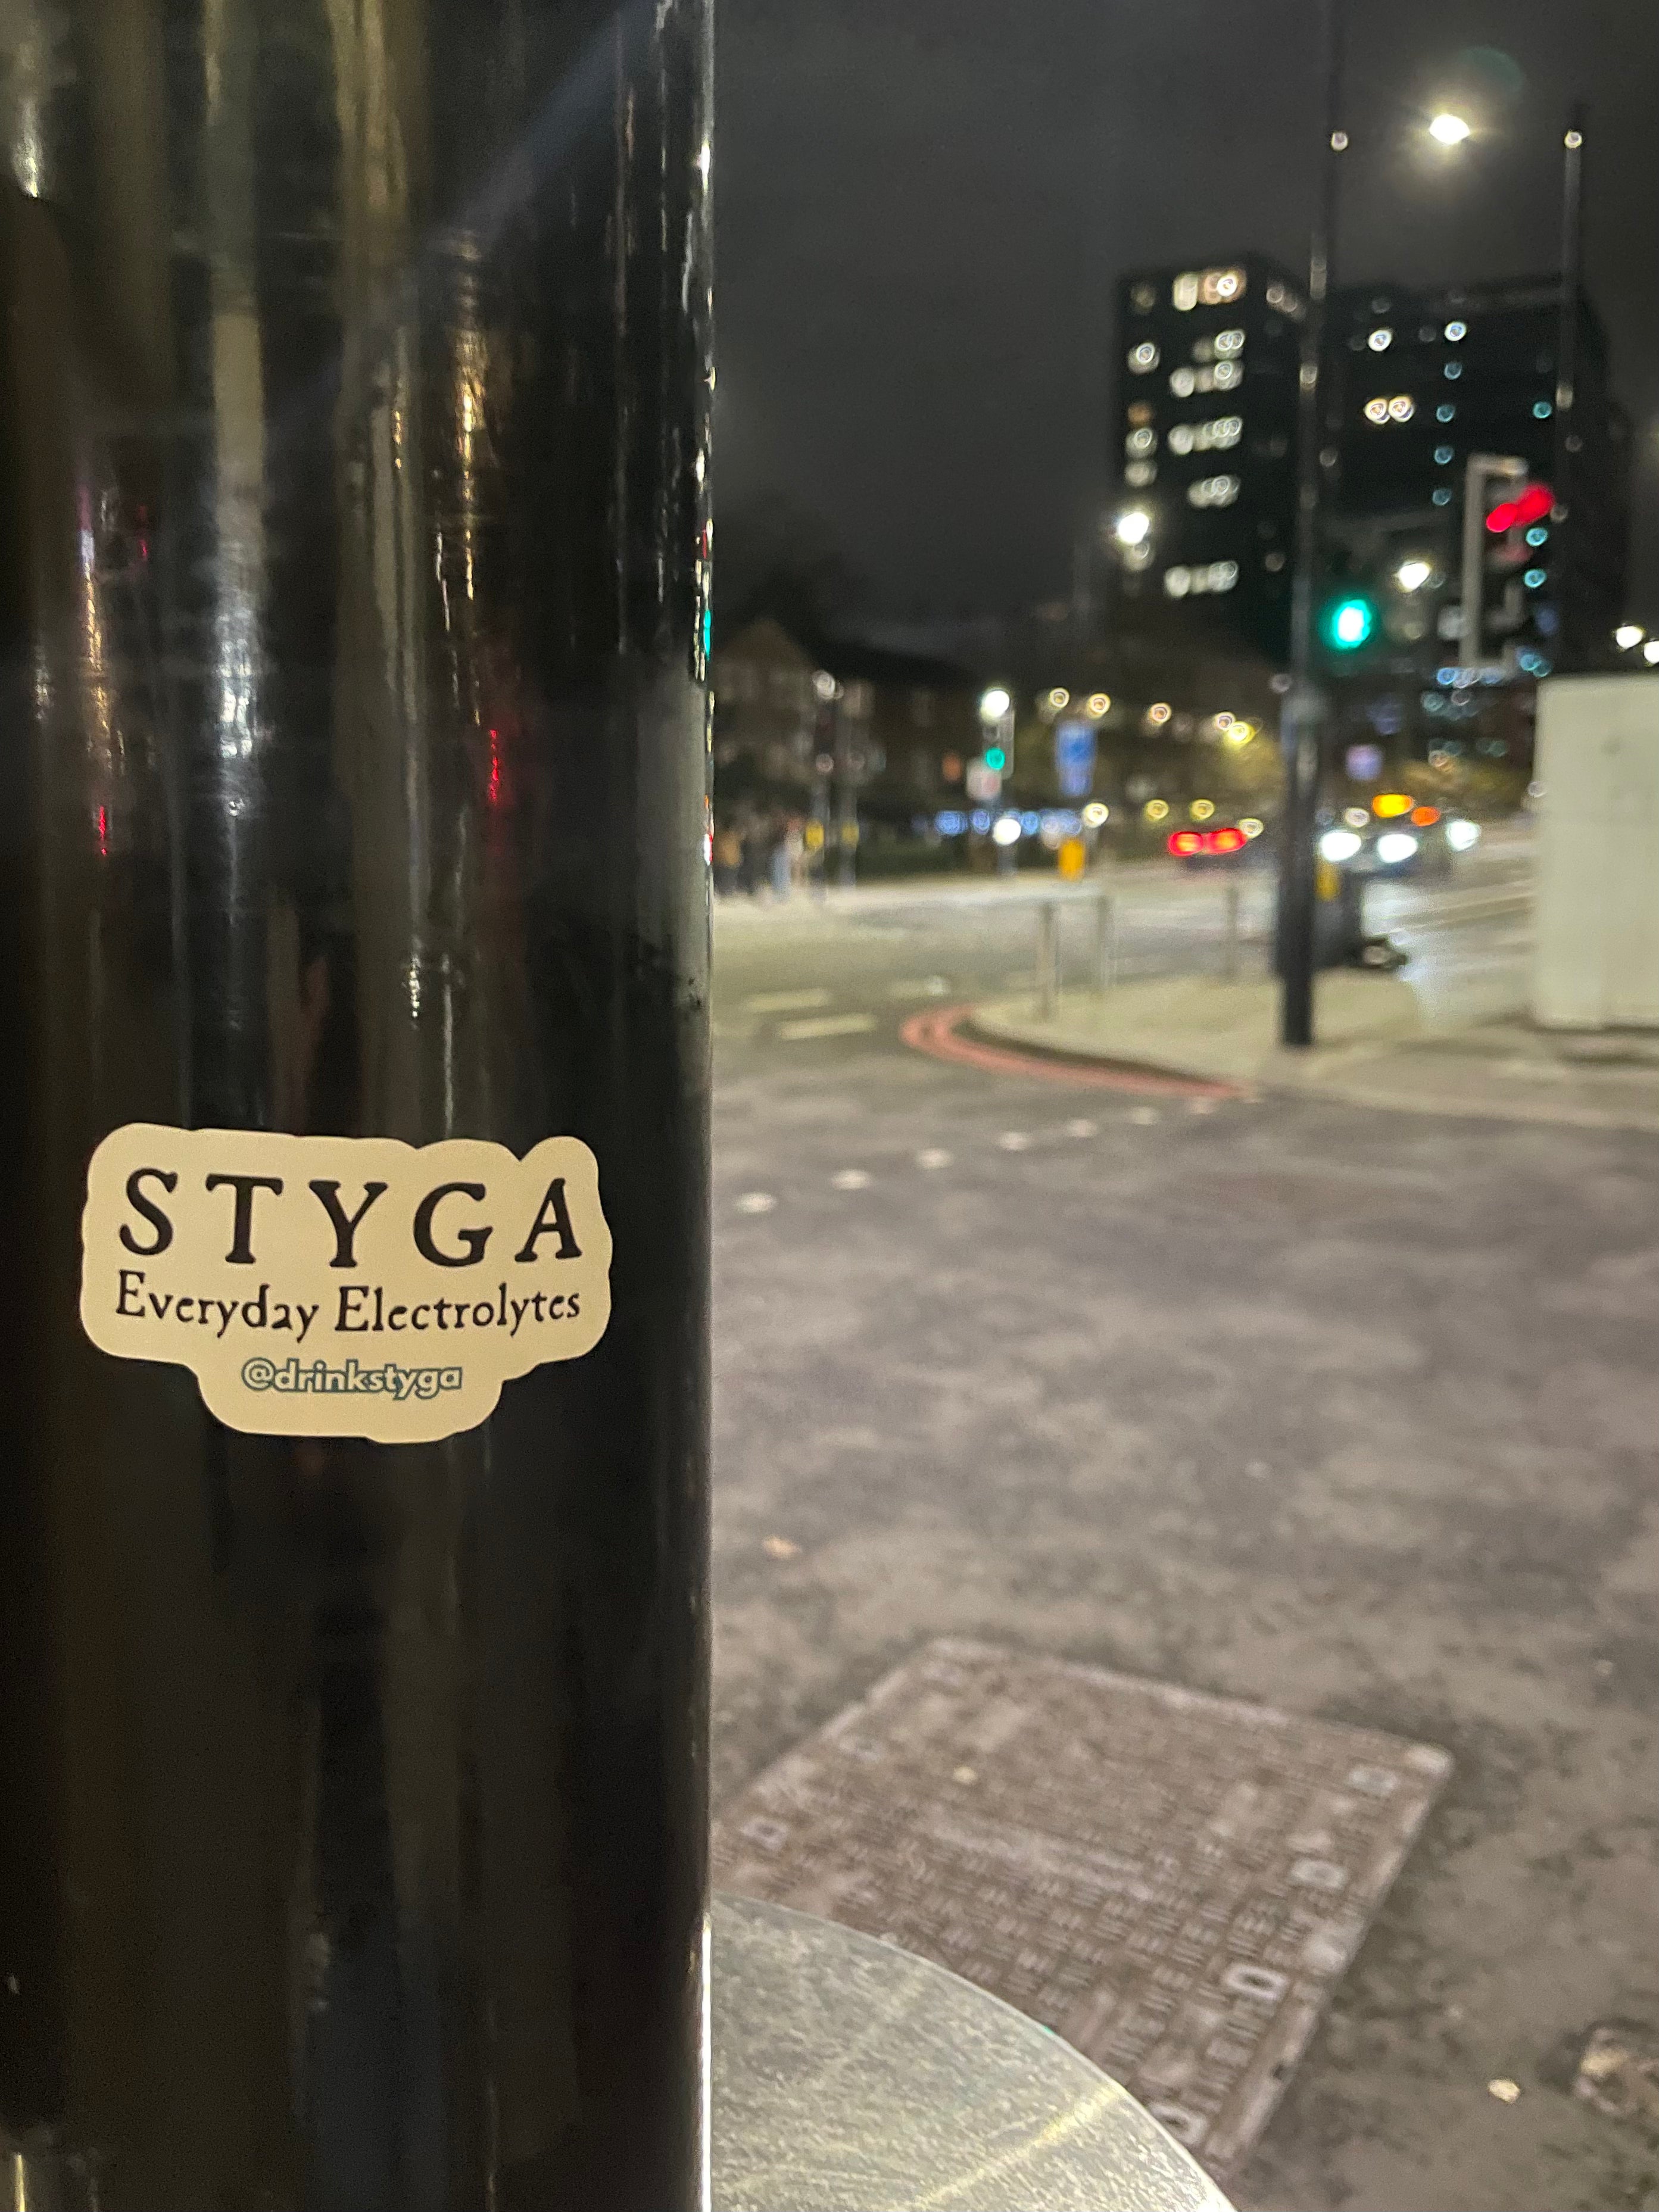 STYGA
Everyday Electrolytes
@drinkstyga